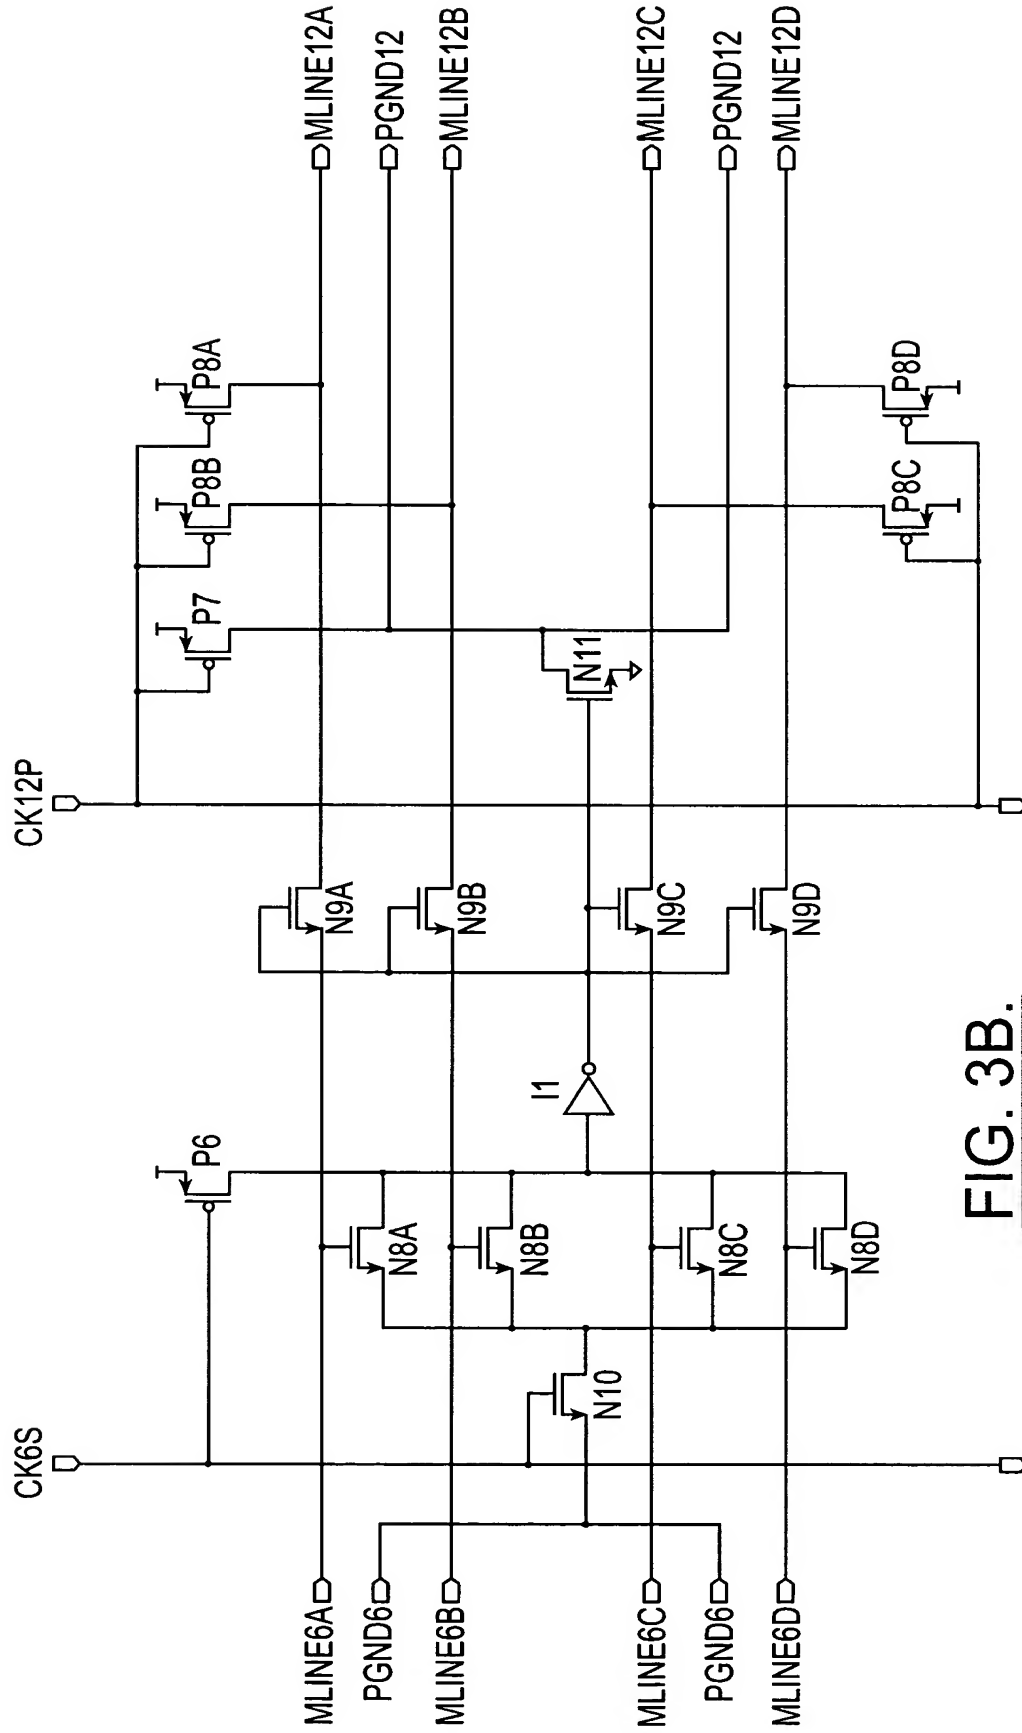 CK6S
CK12P
P6
P7
P8B
P8A
MLINE6A
N8A
N9A
MLINE12A
PGND6
PGND12
MLINE6B
N8B
N9B
MLINE12B
N10
I1
N11
MLINE6C
N8C
N9C
MLINE12C
PGND6
PGND12
MLINE6D
N8D
N9D
MLINE12D
P8C
P8D
FIG. 3B.